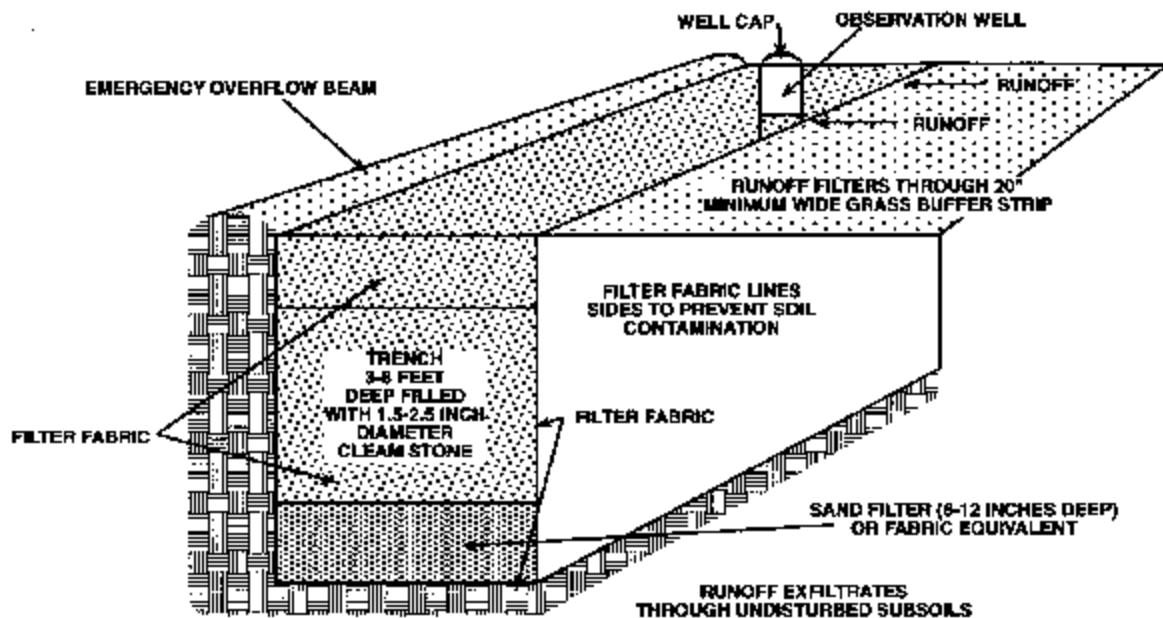 WELL CAP
OBSERVATION WELL
EMERGENCY OVERFLOW BEAM
RUNOFF
RUNOFF
RUNOFF FILTERS THROUGH 20"
MINIMUM WIDE GRASS BUFFER STRIP
FILTER FABRIC LINES
SIDES TO PREVENT SOIL
CONTAMINATION
TRENCH
3-8 FEET
DEEP FILLED
WITH 1.5-2.5 INCH
DIAMETER
CLEAM STONE
FILTER FABRIC
FILTER FABRIC
SAND FILTER (6-12 INCHES DEEP)
OR FABRIC EQUIVALENT
RUNOFF EXFILTRATES
THROUGH UNDISTURBED SUBSOILS